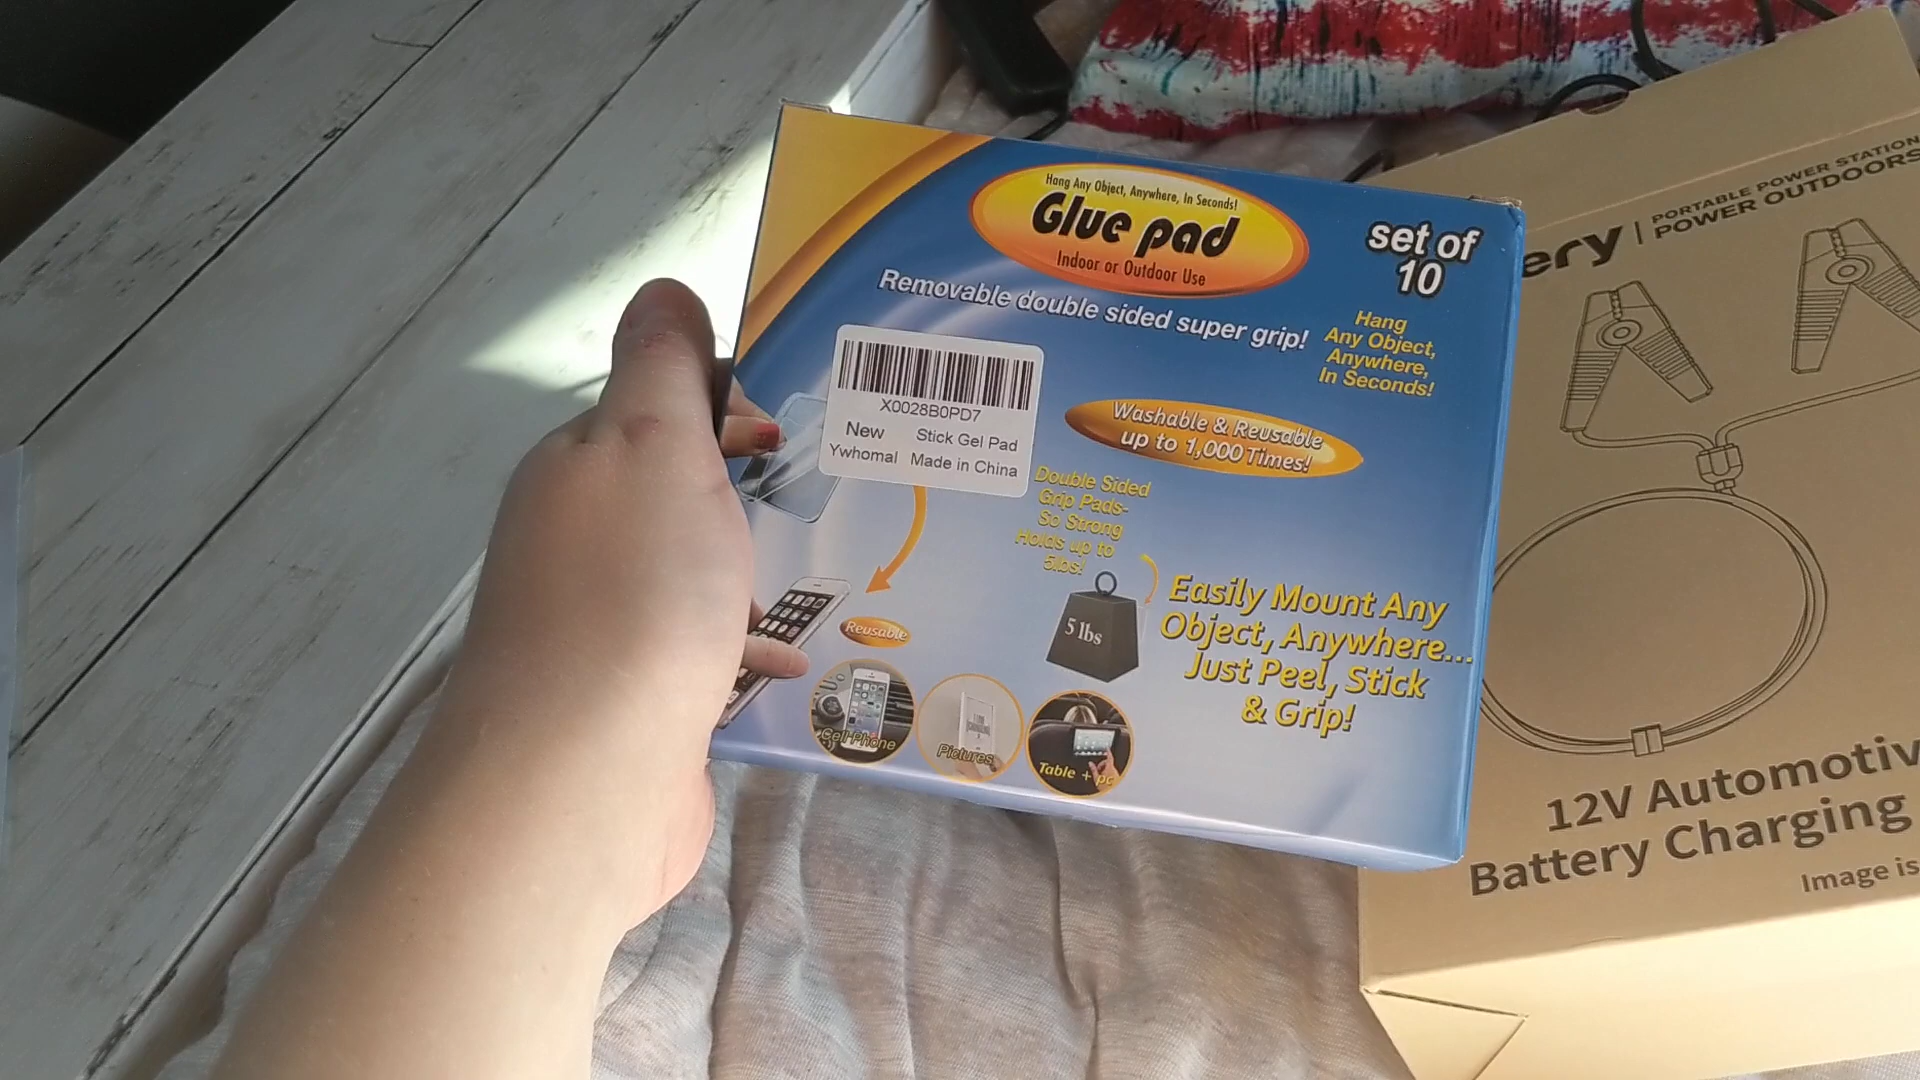 Hang Any Object, Anywhere, In Seconds!
Glue pad
Indoor or Outdoor Use
set of
10
Removable double sided super grip!
Hang
Any Object,
Anywhere,
In Seconds!
X0028B0PD7
New Stick Gel Pad
Ywhomal Made in China
Washable & Reusable
up to 1,000 Times!
Double Sided
Grip Pads-
So Strong
Holds up to
5lbs!
5 lbs
Easily Mount Any
Object, Anywhere...
Just Peel, Stick
& Grip!
Reusable
Cell Phone
Pictures
Table + pc
ery
PORTABLE POWER STATION
POWER OUTDOORS
12V Automotiv
Battery Charging
Image is